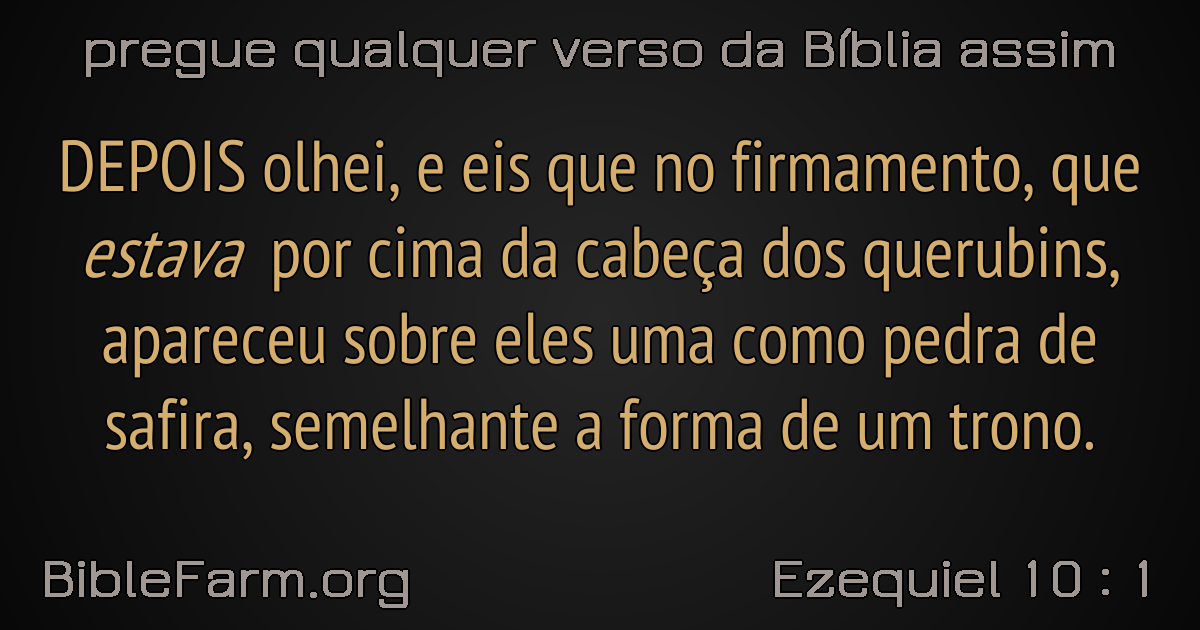 pregue qualquer verso da Bíblia assim
DEPOIS olhei, e eis que no firmamento, que
estava por cima da cabeça dos querubins,
apareceu sobre eles uma como pedra de
safira, semelhante a forma de um trono.
BibleFarm.org
Ezequiel 10 : 1